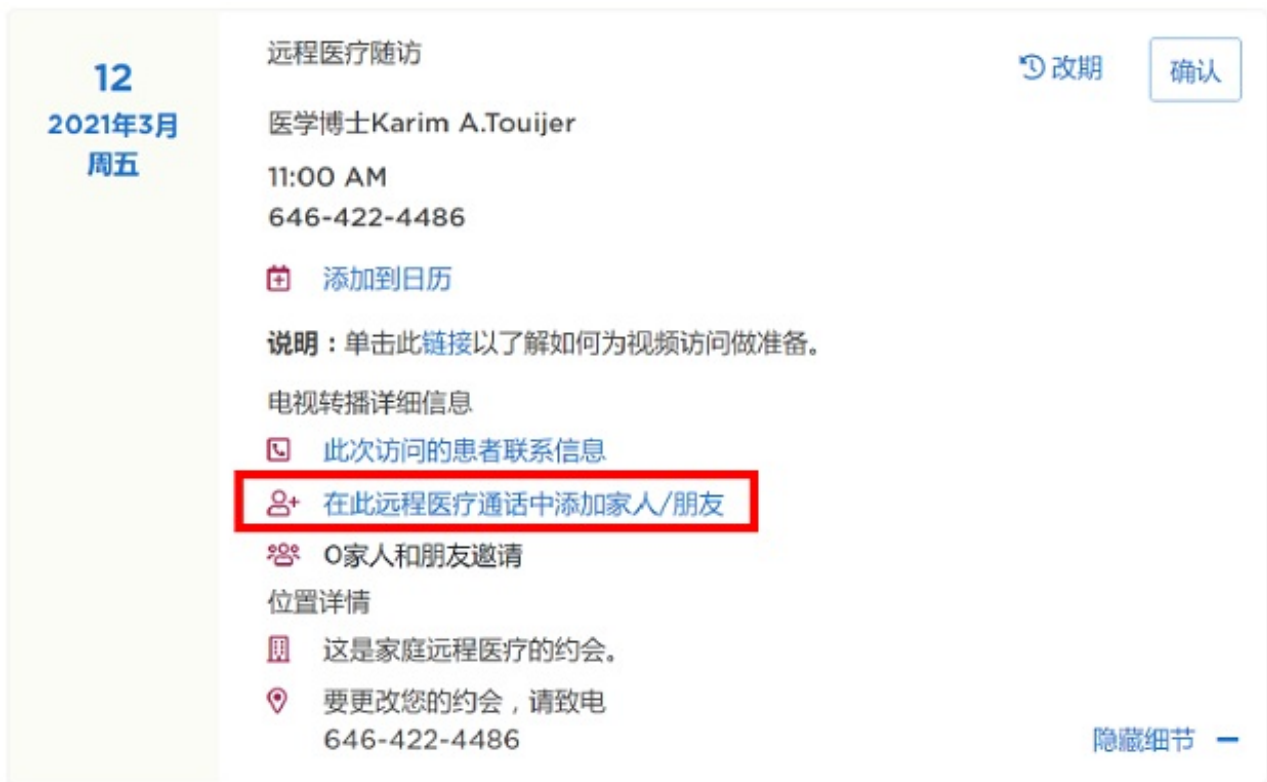 12
2021年3月
周五
远程医疗随访
改期
确认
医学博士Karim A.Touijer
11:00 AM
646-422-4486
添加到日历
说明：单击此链接以了解如何为视频访问做准备。
电视转播详细信息
此次访问的患者联系信息
在此远程医疗通话中添加家人/朋友
0家人和朋友邀请
位置详情
这是家庭远程医疗的约会。
要更改您的约会，请致电
646-422-4486
隐藏细节